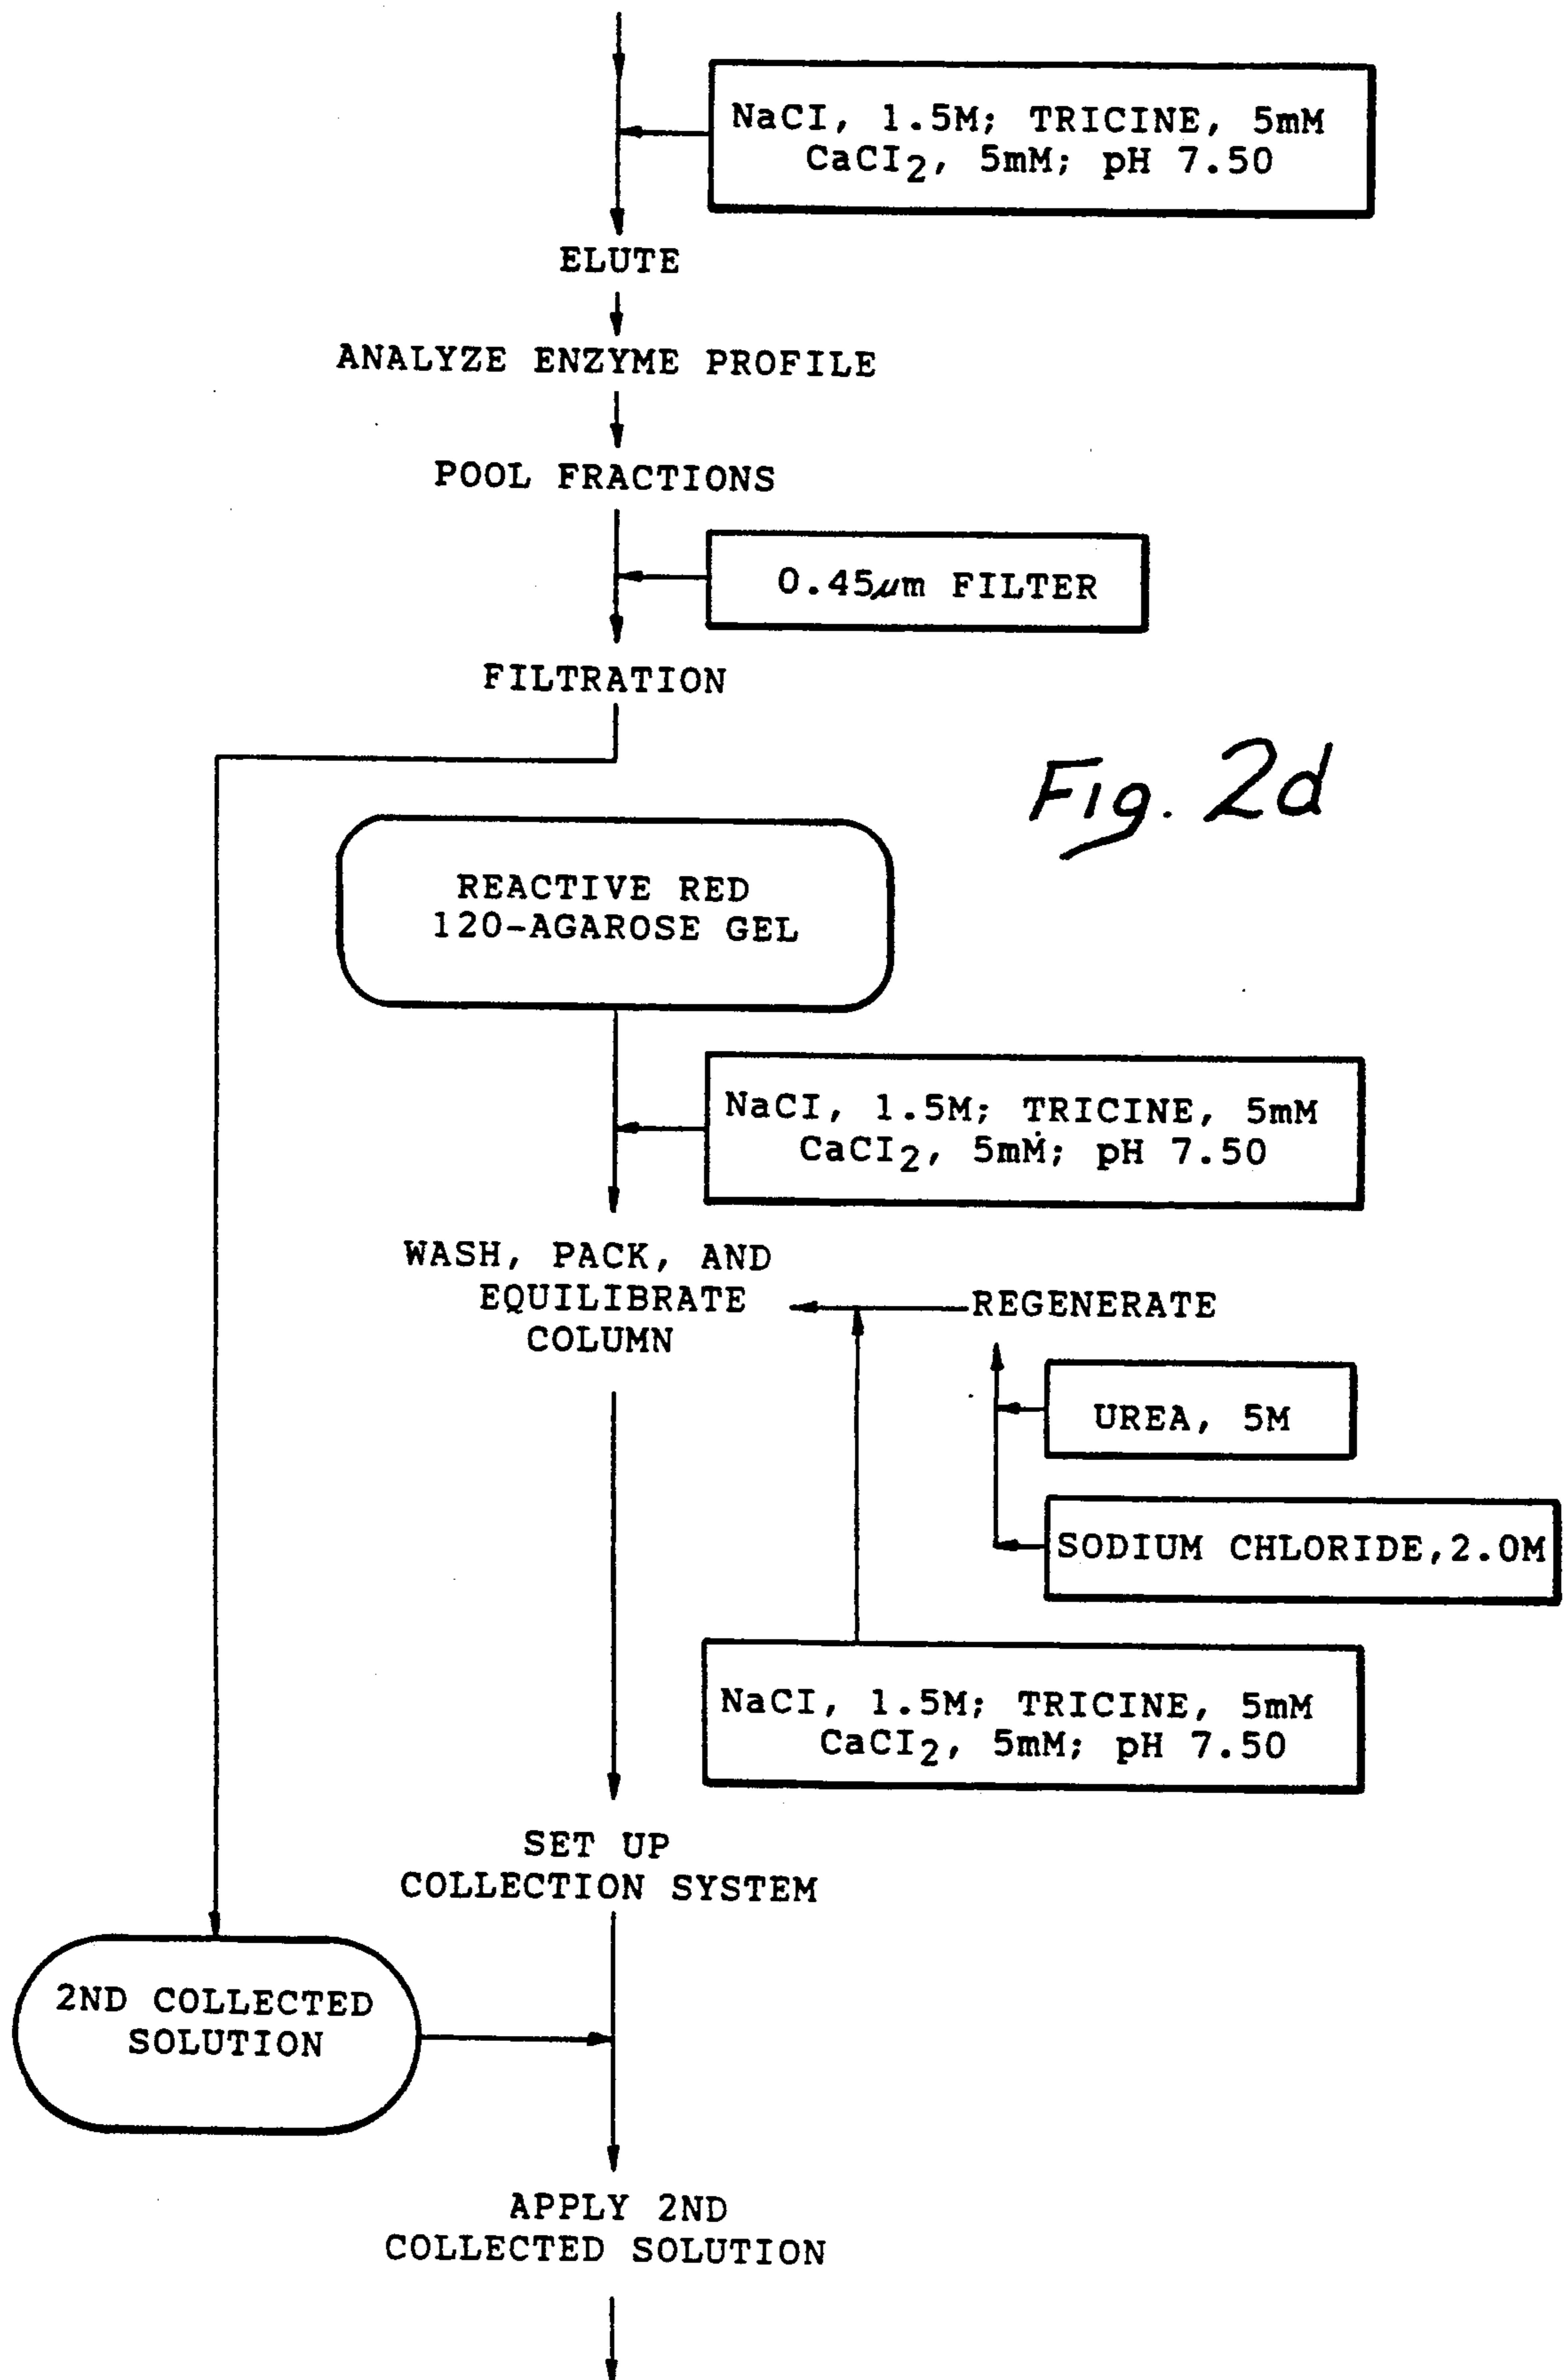 NaCI, 1.5M; TRICINE, 5mM
CaCI2, 5mM; pH 7.50
ELUTE
ANALYZE ENZYME PROFILE
POOL FRACTIONS
0.45μm FILTER
FILTRATION
Fig. 2d
REACTIVE RED
120-AGAROSE GEL
NaCI, 1.5M; TRICINE, 5mM
CaCI2, 5mM; pH 7.50
WASH, PACK, AND
EQUILIBRATE
COLUMN
REGENERATE
UREA, 5M
SODIUM CHLORIDE,2.0M
NaCI, 1.5M; TRICINE, 5mM
CaCI2, 5mM; pH 7.50
SET UP
COLLECTION SYSTEM
2ND COLLECTED
SOLUTION
APPLY 2ND
COLLECTED SOLUTION